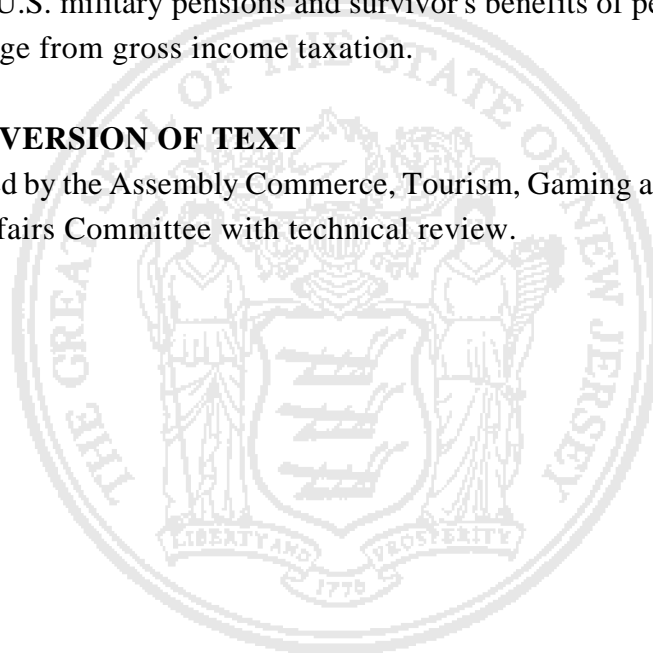 U.S. military pensions and survivor's benefits of pe
ge from gross income taxation.
VERSION OF TEXT
ed by the Assembly Commerce, Tourism, Gaming a
fairs Committee with technical review.
THE GREAT SEAL OF THE STATE OF NEW JERSEY
LIBERTY AND PROSPERITY
1776